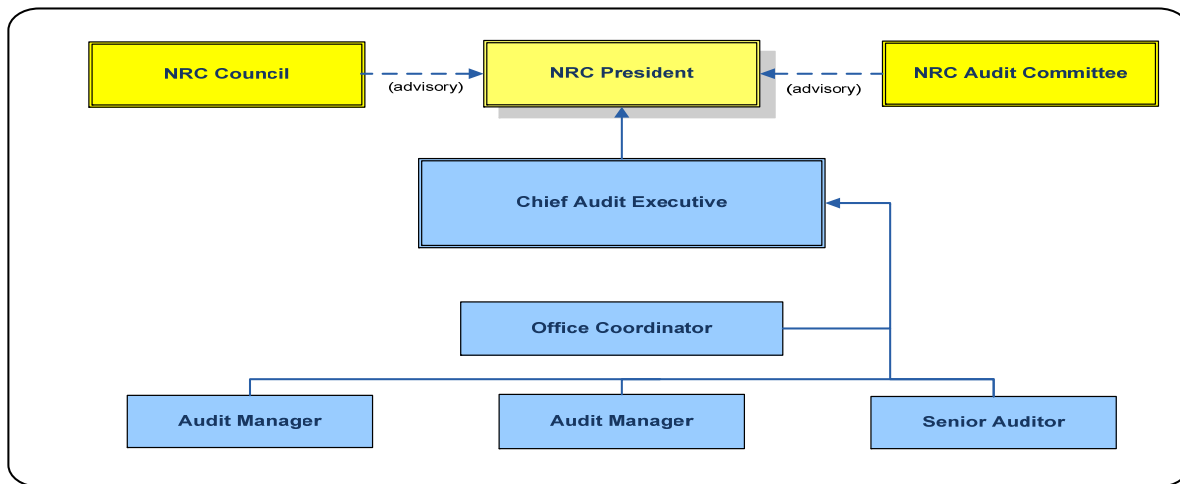 NRC Council
(advisory)
NRC President
(advisory)
NRC Audit Committee
Chief Audit Executive
Office Coordinator
Audit Manager
Audit Manager
Senior Auditor